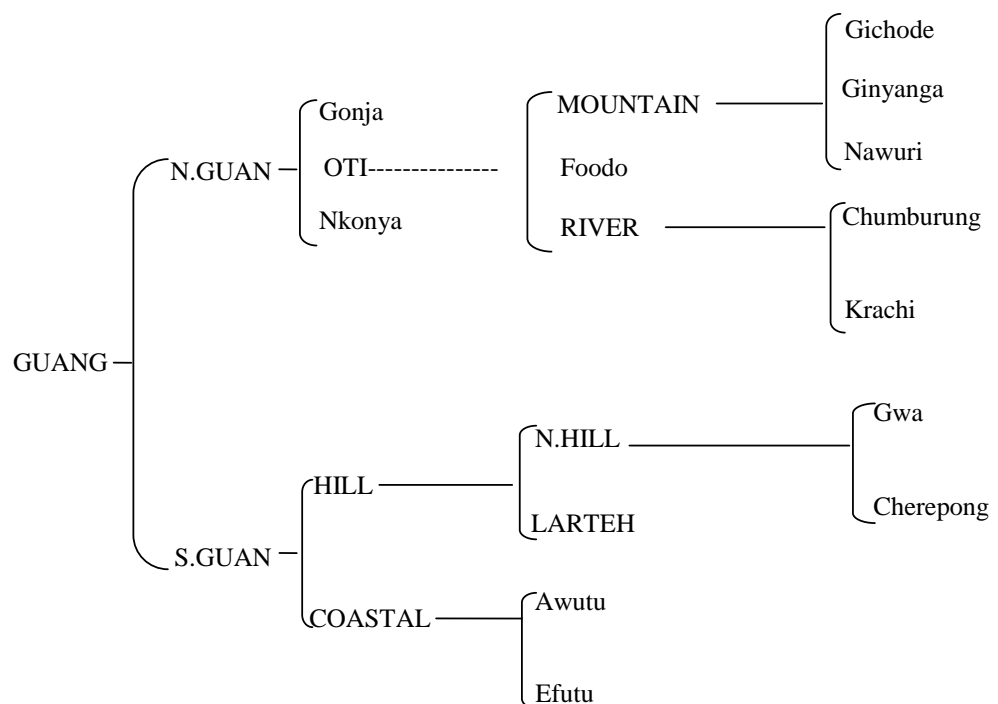 Gichode
MOUNTAIN
Ginyanga
Gonja
N.GUAN
OTI
Foodo
Nawuri
Nkonya
RIVER
Chumburung
Krachi
GUANG
Gwa
N.HILL
HILL
Cherepong
LARTEH
S.GUAN
COASTAL
Awutu
Efutu